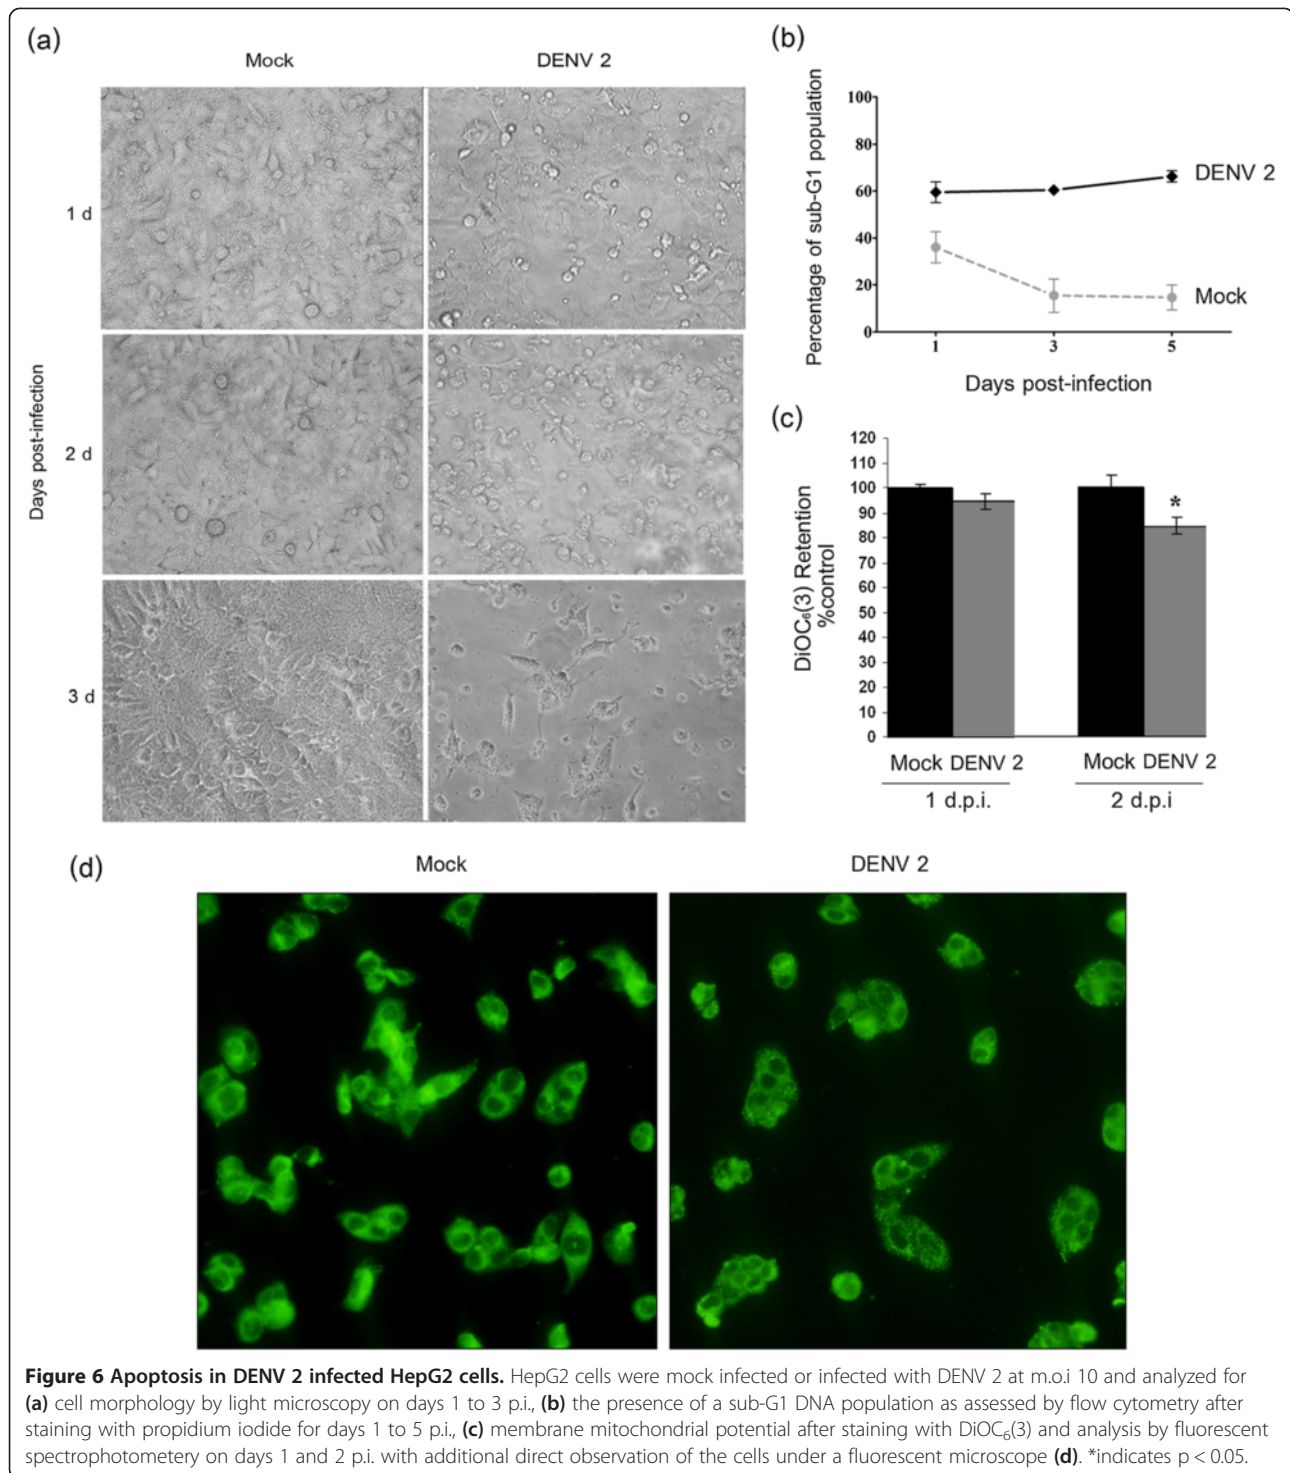 (a)
Mock DENV 2
1 d
2 d
3 d
Days post-infection
(b)
Percentage of sub-G1 population
100
80
60
40
20
0
DENV 2
Mock
1 3 5
Days post-infection
(c)
DiOC₆(3) Retention
%control
120
110
100
90
80
70
60
50
40
30
20
10
0
*
Mock DENV 2 Mock DENV 2
1 d.p.i. 2 d.p.i
(d)
Mock DENV 2
Figure 6 Apoptosis in DENV 2 infected HepG2 cells. HepG2 cells were mock infected or infected with DENV 2 at m.o.i 10 and analyzed for
(a) cell morphology by light microscopy on days 1 to 3 p.i., (b) the presence of a sub-G1 DNA population as assessed by flow cytometry after
staining with propidium iodide for days 1 to 5 p.i., (c) membrane mitochondrial potential after staining with DiOC₆(3) and analysis by fluorescent
spectrophotometery on days 1 and 2 p.i. with additional direct observation of the cells under a fluorescent microscope (d). *indicates p < 0.05.